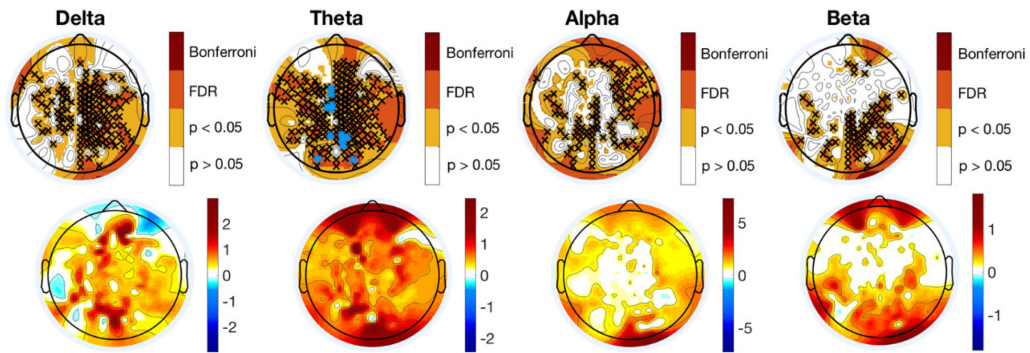 Delta
Theta
Alpha
Beta
Bonferroni
FDR
p < 0.05
p > 0.05
Bonferroni
FDR
p < 0.05
p > 0.05
Bonferroni
FDR
p < 0.05
p > 0.05
Bonferroni
FDR
p < 0.05
p > 0.05
2
1
0
-1
-2
2
1
0
-1
-2
5
0
-5
1
0
-1